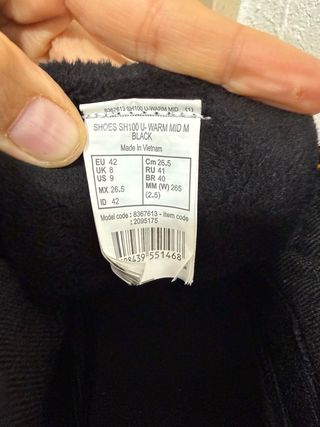 8367613 SH100 U-WARM MID (1)
SHOES SH100 U-WARM MID M
BLACK
Made in Vietnam
EU 42
UK 8
US 9
MX 26.5
ID 42
Cm 26.5
RU 41
BR 40
MM (W) 265
(2.5)
Model code : 8367613 - Item code
: 2095175
08439 551468